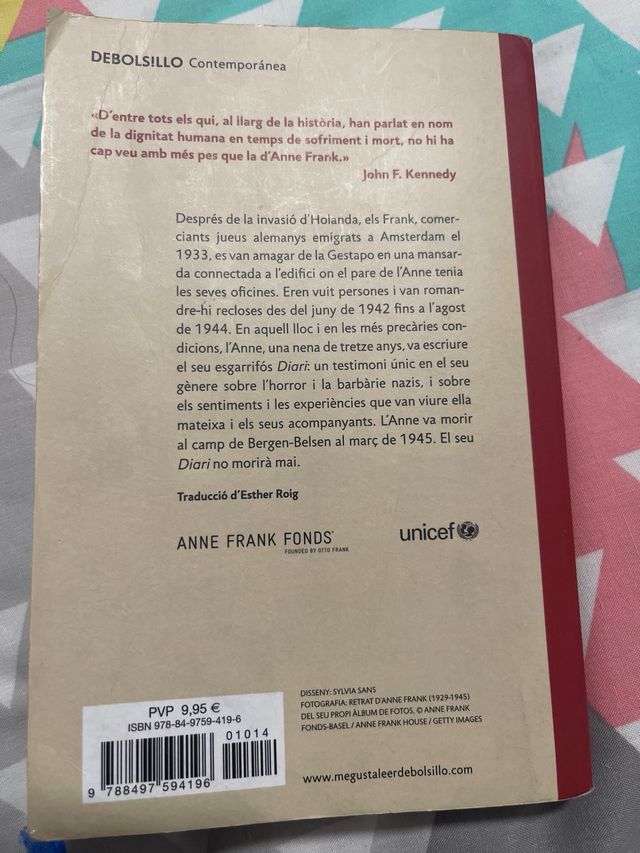 DEBOLSILLO Contemporánea
«D'entre tots els qui, al llarg de la història, han parlat en nom
de la dignitat humana en temps de sofriment i mort, no hi ha
cap veu amb més pes que la d'Anne Frank.»
John F. Kennedy
Després de la invasió d'Holanda, els Frank, comer-
ciants jueus alemanys emigrats a Amsterdam el
1933, es van amagar de la Gestapo en una mansar-
da connectada a l'edifici on el pare de l'Anne tenia
les seves oficines. Eren vuit persones i van roman-
dre-hi recloses des del juny de 1942 fins a l'agost
de 1944. En aquell lloc i en les més precàries con-
dicions, l'Anne, una nena de tretze anys, va escriure
el seu esgarrifós Diari: un testimoni únic en el seu
gènere sobre l'horror i la barbàrie nazis, i sobre
els sentiments i les experiències que van viure ella
mateixa i els seus acompanyants. L'Anne va morir
al camp de Bergen-Belsen al març de 1945. El seu
Diari no morirà mai.
Traducció d'Esther Roig
ANNE FRANK FONDS
FOUNDED BY OTTO FRANK
unicef
DISSENY: SYLVIA SANS
FOTOGRAFIA: RETRAT D'ANNE FRANK (1929-1945)
DEL SEU PROPI ÀLBUM DE FOTOS, © ANNE FRANK
FONDS-BASEL / ANNE FRANK HOUSE / GETTY IMAGES
www.megustaleerdebolsillo.com
PVP 9,95 €
ISBN 978-84-9759-419-6
01014
9 788497 594196